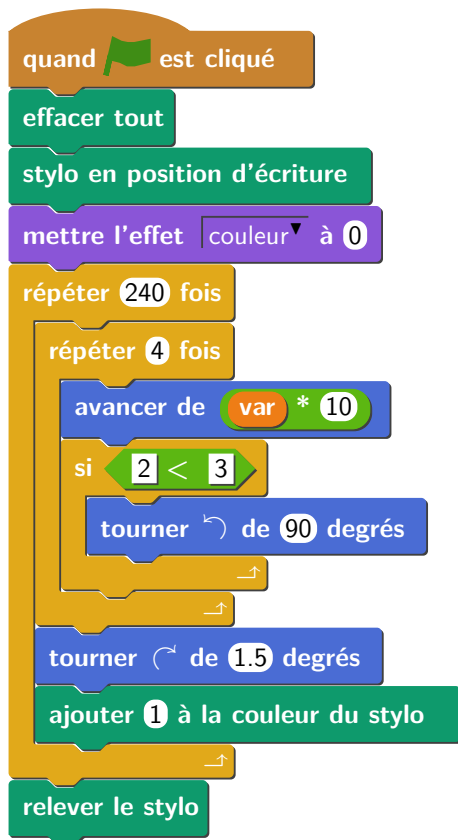 quand est cliqué
effacer tout
stylo en position d'écriture
mettre l'effet couleur à 0
répéter 240 fois
répéter 4 fois
avancer de var * 10
si 2 < 3
tourner de 90 degrés
tourner de 1.5 degrés
ajouter 1 à la couleur du stylo
relever le stylo